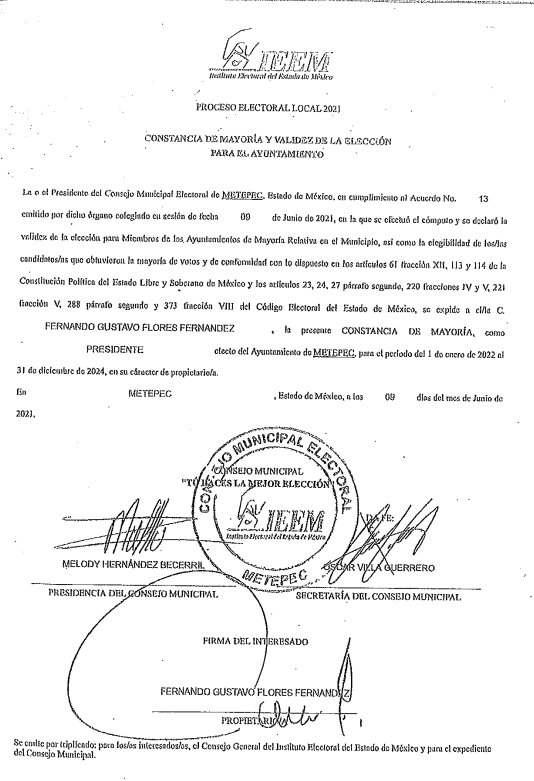 IEEM
Instituto Electoral del Estado de México
PROCESO ELECTORAL LOCAL 2021
CONSTANCIA DE MAYORÍA Y VALIDEZ DE LA ELECCIÓN
PARA EL AYUNTAMIENTO
La o el Presidente del Consejo Municipal Electoral de METEPEC, Estado de México, en cumplimiento al Acuerdo No. 13
emitido por dicho órgano colegiado en sesión de fecha 09 de Junio de 2021, en la que se efectuó el cómputo y se declaró la
validez de la elección para Miembros de los Ayuntamientos de Mayoría Relativa en el Municipio, así como la elegibilidad de los/las
candidatos/as que obtuvieron la mayoría de votos y de conformidad con lo dispuesto en los artículos 61 fracción XII, 113 y 114 de la
Constitución Política del Estado Libre y Soberano de México y los artículos 23, 24, 27 párrafo segundo, 220 fracciones IV y V, 221
fracción V, 288 párrafo segundo y 373 fracción VIII del Código Electoral del Estado de México, se expide a el/la C.
FERNANDO GUSTAVO FLORES FERNANDEZ , la presente CONSTANCIA DE MAYORÍA, como
PRESIDENTE electo del Ayuntamiento de METEPEC, para el periodo del 1 de enero de 2022 al
31 de diciembre de 2024, en su cáracter de propietario/a.
En METEPEC , Estado de México, a los 09 días del mes de Junio de
2021.
CONSEJO MUNICIPAL ELECTORAL
CONSEJO MUNICIPAL
"TÚ HACES LA MEJOR ELECCIÓN"
IEEM
Instituto Electoral del Estado de México
METEPEC
DA FE:
MELODY HERNÁNDEZ BECERRIL OSCAR VILLA GUERRERO
PRESIDENCIA DEL CONSEJO MUNICIPAL SECRETARÍA DEL CONSEJO MUNICIPAL
FIRMA DEL INTERESADO
FERNANDO GUSTAVO FLORES FERNANDEZ
PROPIETARIO
Se emite por triplicado: para los/as interesados/as, el Consejo General del Instituto Electoral del Estado de México y para el expediente
del Consejo Municipal.